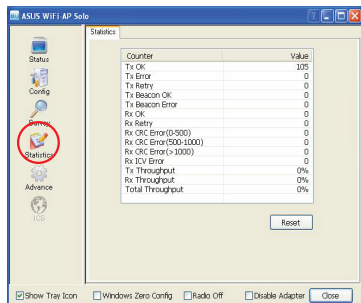 ASUS WiFi-AP Solo
Statistics
Status
Config
Survey
Statistics
Advance
ICS
Counter Value
Tx OK 105
Tx Error 0
Tx Retry 0
Tx Beacon OK 0
Tx Beacon Error 0
Rx OK 0
Rx Retry 0
Rx CRC Error(0-500) 0
Rx CRC Error(500-1000) 0
Rx CRC Error(>1000) 0
Rx ICV Error 0
Tx Throughput 0%
Rx Throughput 0%
Total Throughput 0%
Reset
Show Tray Icon Windows Zero Config Radio Off Disable Adapter Close